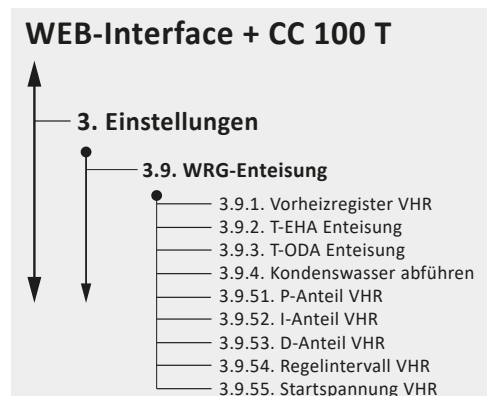 WEB-Interface + CC 100 T
3. Einstellungen
3.9. WRG-Enteisung
3.9.1. Vorheizregister VHR
3.9.2. T-EHA Enteisung
3.9.3. T-ODA Enteisung
3.9.4. Kondenswasser abführen
3.9.51. P-Anteil VHR
3.9.52. I-Anteil VHR
3.9.53. D-Anteil VHR
3.9.54. Regelintervall VHR
3.9.55. Startspannung VHR